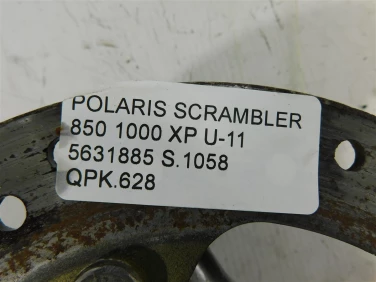 POLARIS SCRAMBLER
850 1000 XP U-11
5631885 S.1058
QPK.628